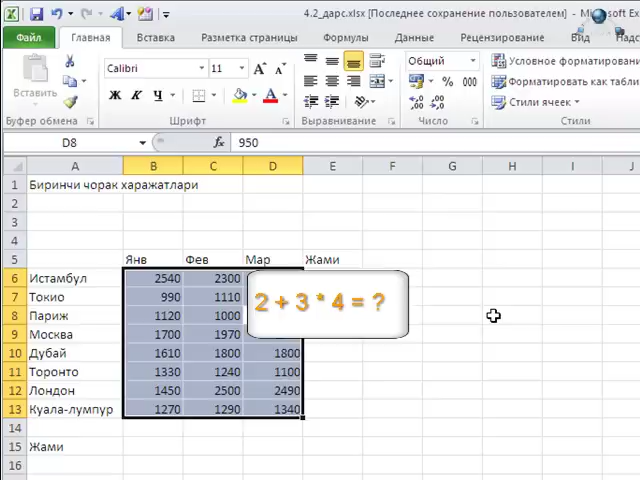 4.2_дарс.xlsx [Последнее сохранение пользователем] - Microsoft Ex
Файл Главная Вставка Разметка страницы Формулы Данные Рецензирование Вид
Вставить
Calibri 11 Общий Условное форматирование
Ж К Ч % 000 Форматировать как табли
Стили ячеек
Буфер обмена Шрифт Выравнивание Число Стили
D8 fx 950
A B C D E F G H I J
1 Биринчи чорак харажатлари
2
3
4
5 Янв Фев Мар Жами
6 Истамбул 2540 2300
7 Токио 990 1110
2 + 3 * 4 = ?
8 Париж 1120 1000
9 Москва 1700 1970
10 Дубай 1610 1800 1800
11 Торонто 1330 1240 1100
12 Лондон 1450 2500 2490
13 Куала-лумпур 1270 1290 1340
14
15 Жами
16